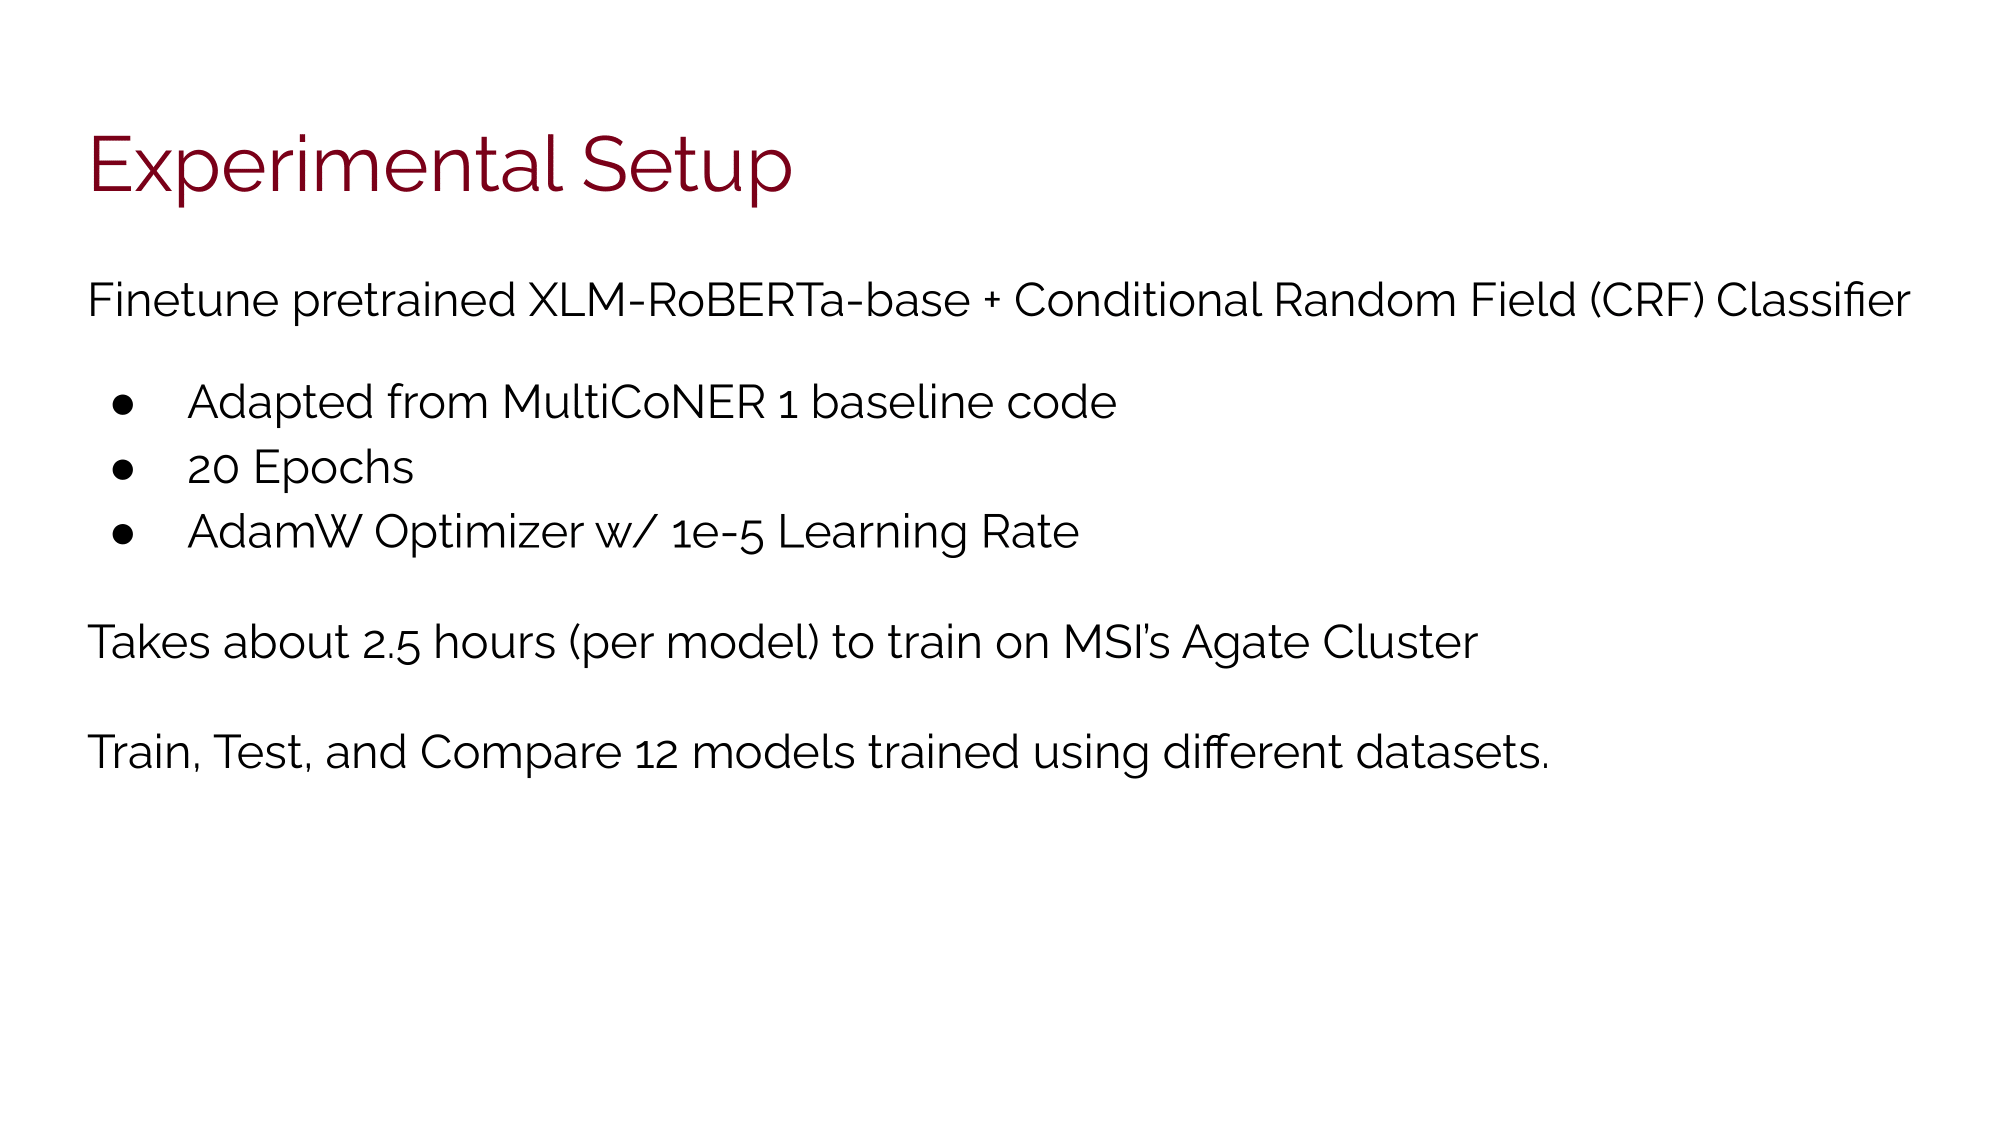 Experimental Setup
Finetune pretrained XLM-RoBERTa-base + Conditional Random Field (CRF) Classifier
● Adapted from MultiCoNER 1 baseline code
● 20 Epochs
● AdamW Optimizer w/ 1e-5 Learning Rate
Takes about 2.5 hours (per model) to train on MSI’s Agate Cluster
Train, Test, and Compare 12 models trained using different datasets.